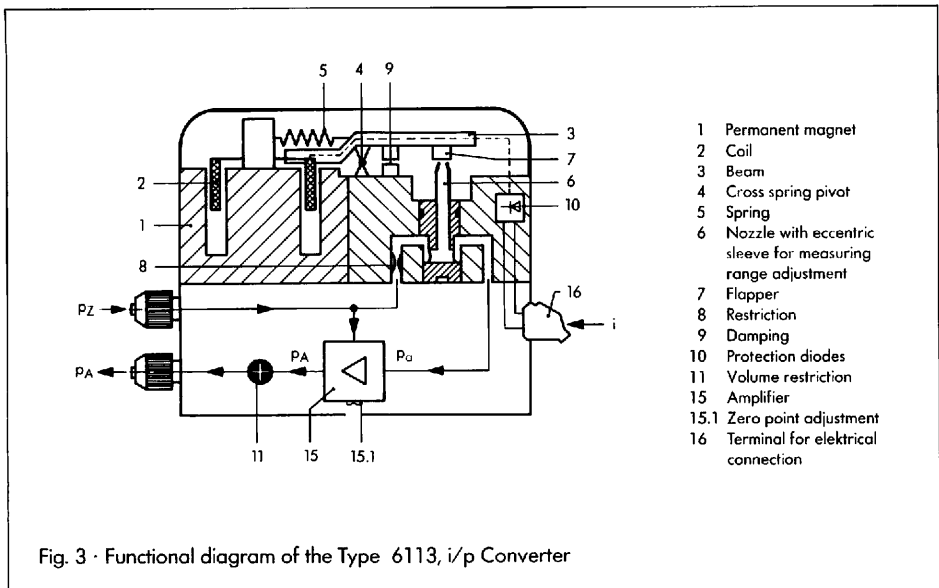 5 4 9
3
7
2
6
10
1
8
16
pZ
i
pA
pA
pa
11 15 15.1
1 Permanent magnet
2 Coil
3 Beam
4 Cross spring pivot
5 Spring
6 Nozzle with eccentric
sleeve for measuring
range adjustment
7 Flapper
8 Restriction
9 Damping
10 Protection diodes
11 Volume restriction
15 Amplifier
15.1 Zero point adjustment
16 Terminal for elektrical
connection
Fig. 3 · Functional diagram of the Type 6113, i/p Converter